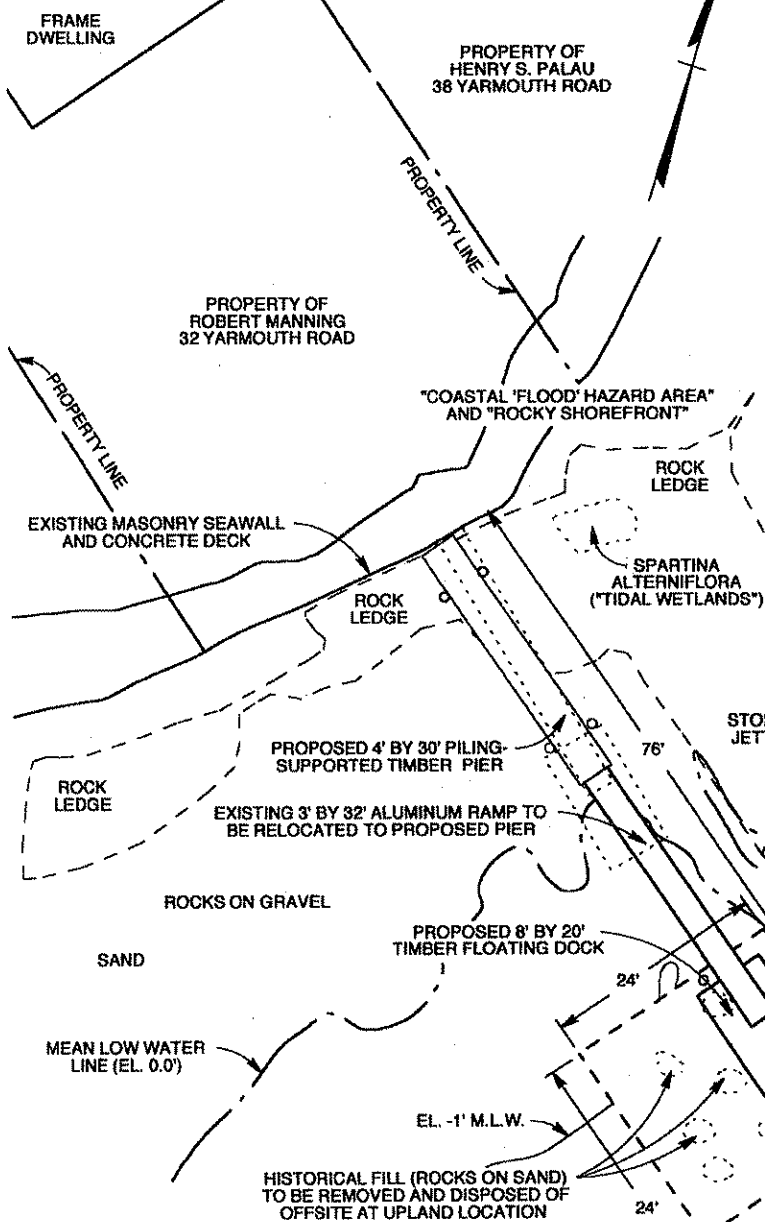 FRAME
DWELLING
PROPERTY OF
HENRY S. PALAU
38 YARMOUTH ROAD
PROPERTY LINE
PROPERTY OF
ROBERT MANNING
32 YARMOUTH ROAD
PROPERTY LINE
"COASTAL 'FLOOD' HAZARD AREA"
AND "ROCKY SHOREFRONT"
ROCK
LEDGE
EXISTING MASONRY SEAWALL
AND CONCRETE DECK
SPARTINA
ALTERNIFLORA
("TIDAL WETLANDS")
ROCK
LEDGE
PROPOSED 4' BY 30' PILING-
SUPPORTED TIMBER PIER
76'
ROCK
LEDGE
EXISTING 3' BY 32' ALUMINUM RAMP TO
BE RELOCATED TO PROPOSED PIER
ROCKS ON GRAVEL
PROPOSED 8' BY 20'
TIMBER FLOATING DOCK
SAND
24'
MEAN LOW WATER
LINE (EL. 0.0')
EL. -1' M.L.W.
HISTORICAL FILL (ROCKS ON SAND)
TO BE REMOVED AND DISPOSED OF
OFFSITE AT UPLAND LOCATION
24'